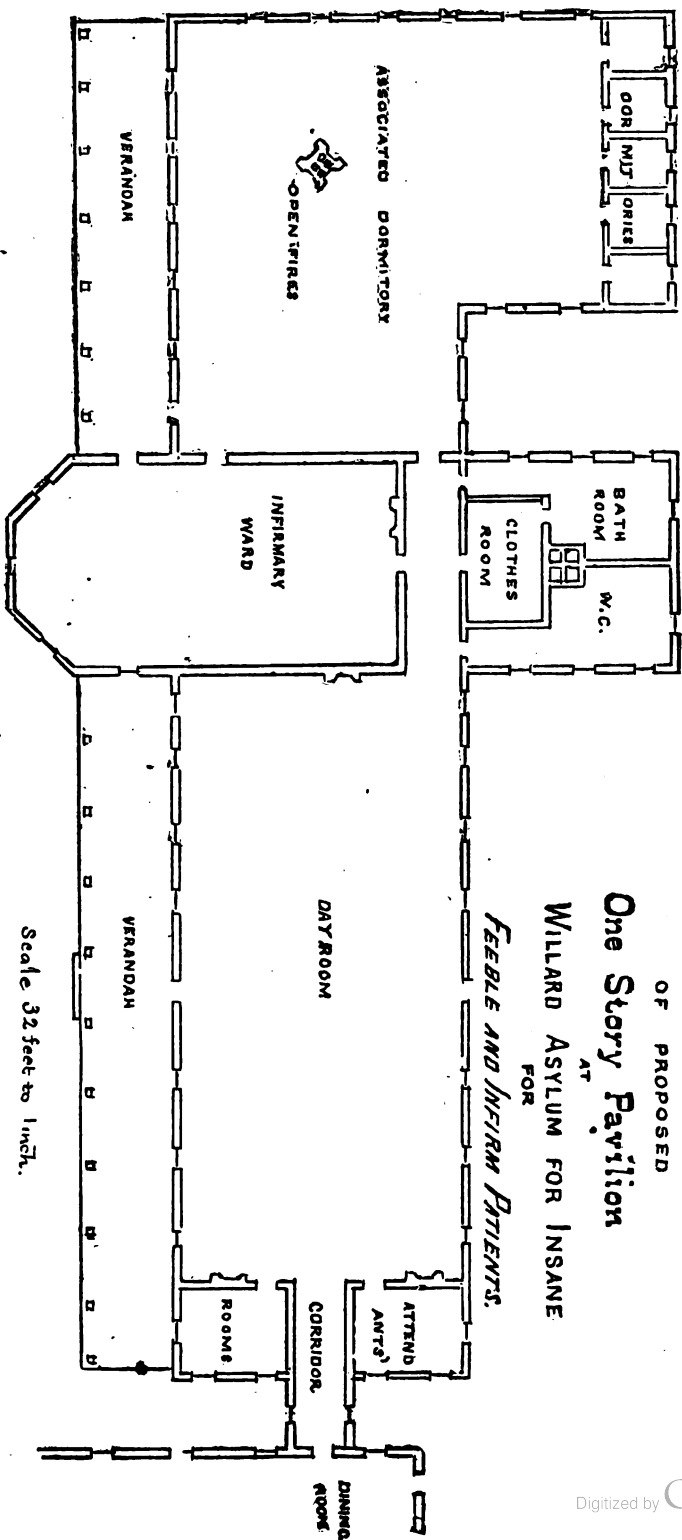 OF PROPOSED
One Story Pavilion
AT
WILLARD ASYLUM FOR INSANE
FOR
FEEBLE AND INFIRM PATIENTS.
DOR MIT ORIES
ASSOCIATED DORMITORY
OPEN FIRES
VERANDAH
BATH
ROOM
W.C.
CLOTHES
ROOM
INFIRMARY
WARD
DAY ROOM
VERANDAH
ATTEND
ANTS'
CORRIDOR
ROOMS.
DINING
ROOM
Scale 32 feet to 1 inch.
Digitized by